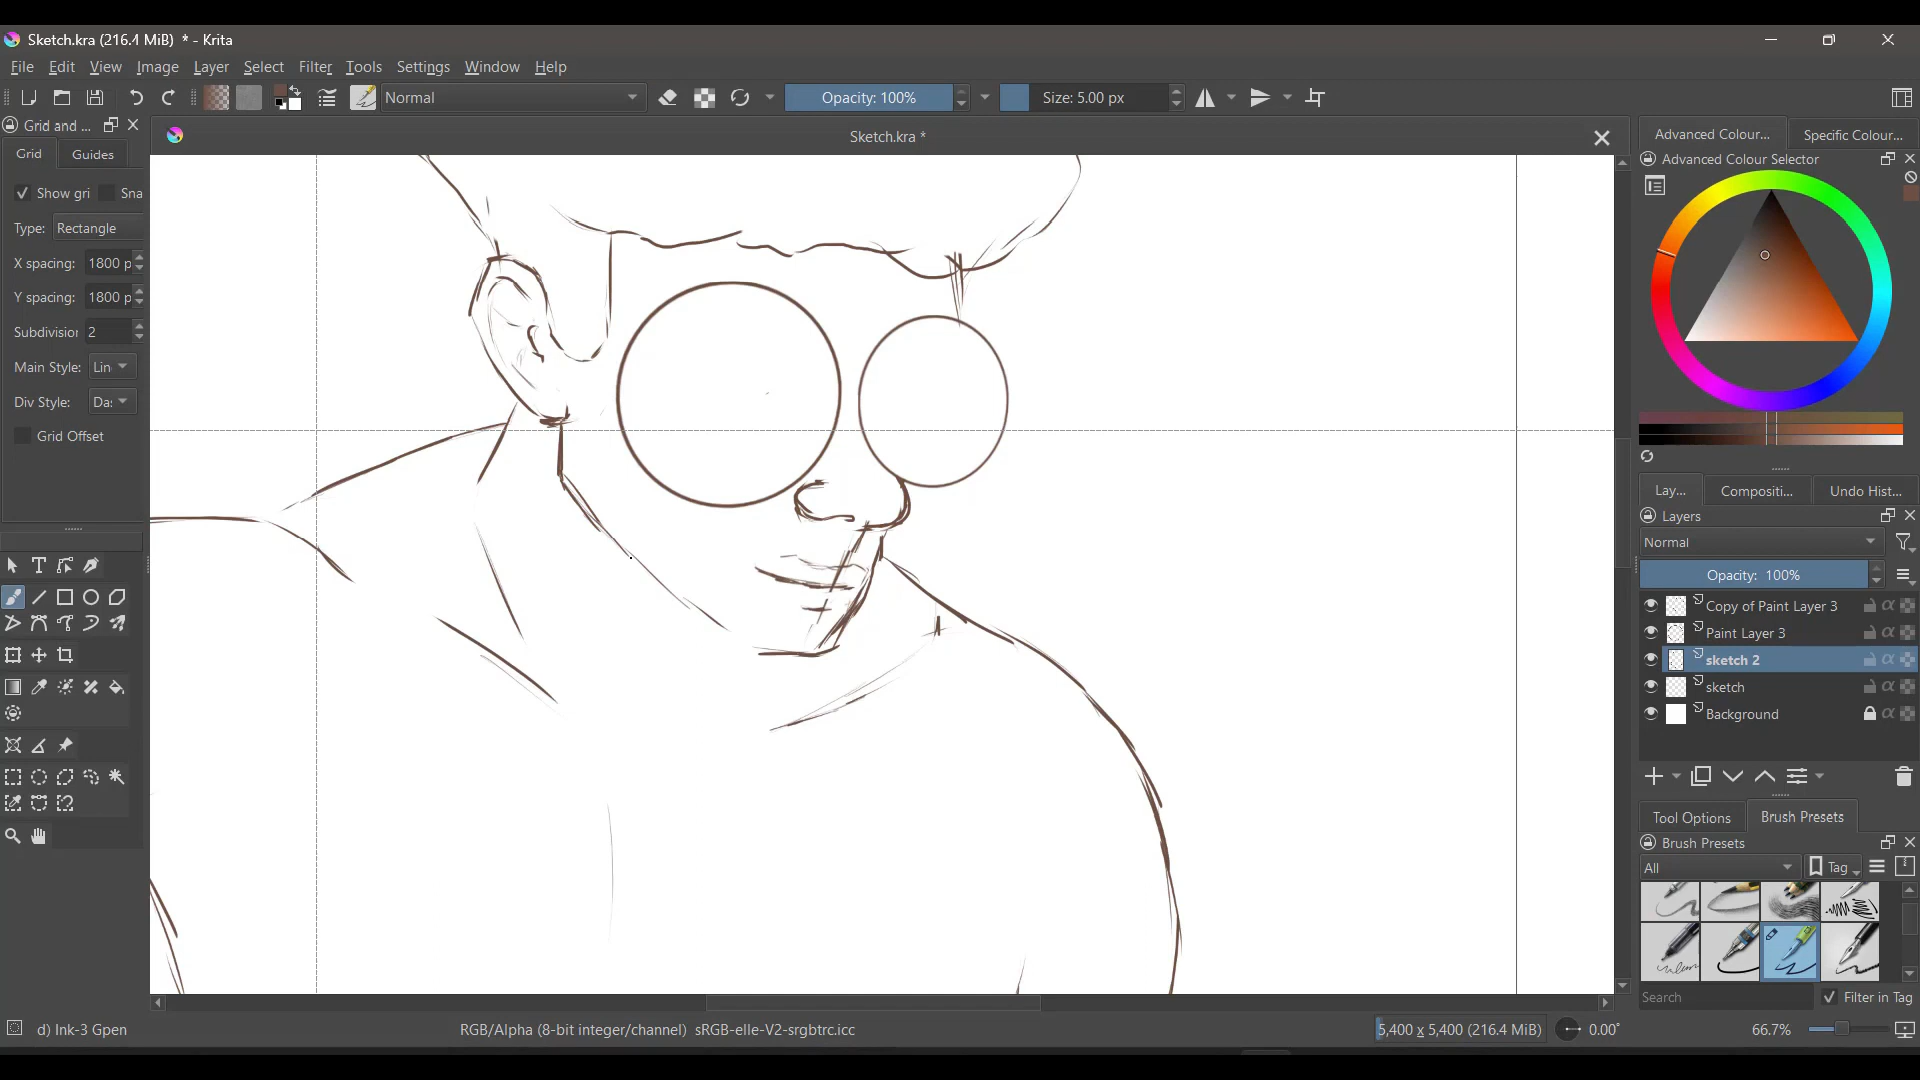 Sketch.kra (216.4 MiB) * - Krita
File Edit View Image Layer Select Filter Tools Settings Window Help
Normal
Opacity: 100%
Size: 5.00 px
Grid and ...
Sketch.kra *
Advanced Colour...
Specific Colour...
Grid
Guides
Advanced Colour Selector
Show gri
Sna
Type: Rectangle
X spacing: 1800 p
Y spacing: 1800 p
Subdivisior 2
Main Style: Lin
Div Style: Da:
Grid Offset
Lay...
Compositi...
Undo Hist...
Layers
Normal
Opacity: 100%
Copy of Paint Layer 3
Paint Layer 3
sketch 2
sketch
Background
Tool Options
Brush Presets
Brush Presets
All
Tag
Search
Filter in Tag
d) Ink-3 Gpen
RGB/Alpha (8-bit integer/channel) sRGB-elle-V2-srgbtrc.icc
5,400 x 5,400 (216.4 MiB)
0.00°
66.7%